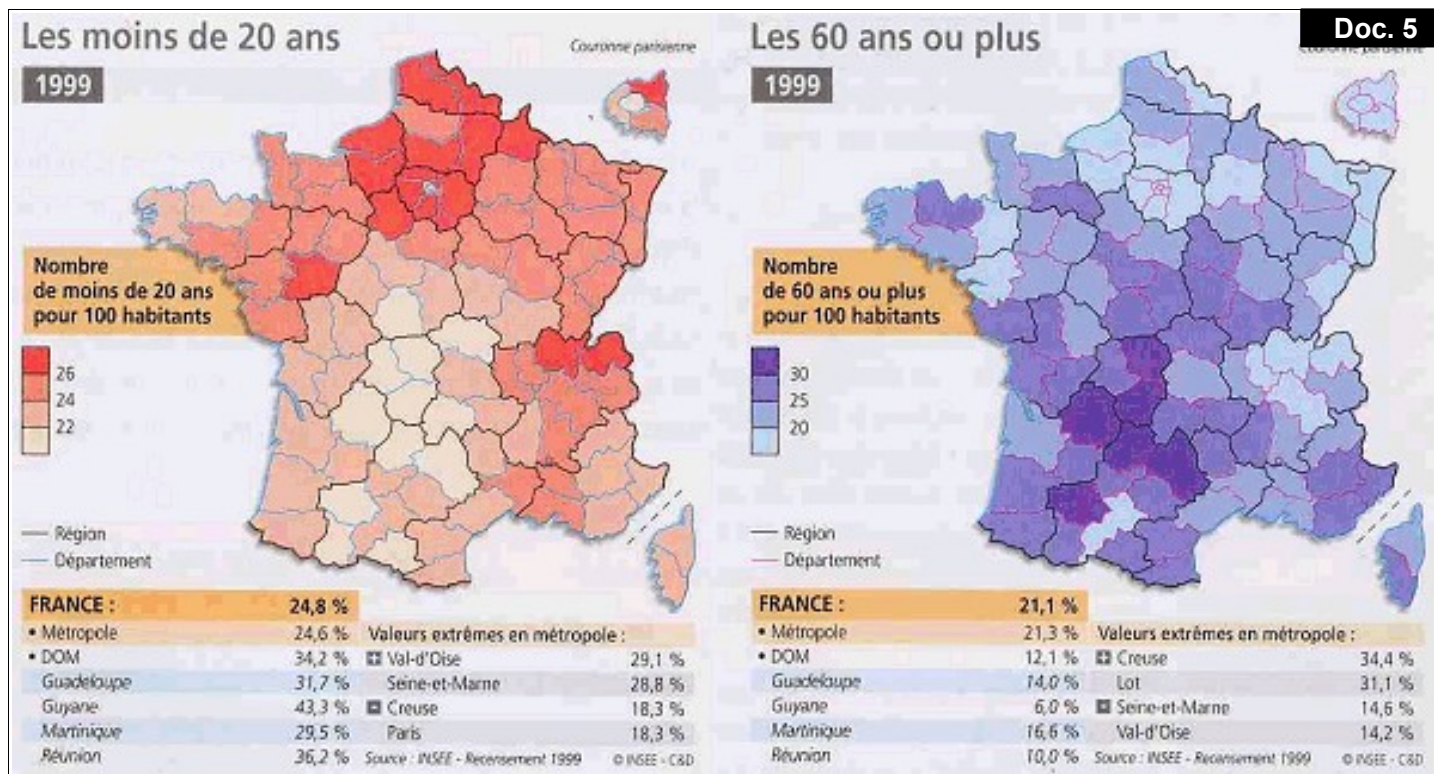 Doc. 5
Les moins de 20 ans
Couronne parisienne
1999
Nombre
de moins de 20 ans
pour 100 habitants
26
24
22
Région
Département
FRANCE : 24,8 %
• Métropole 24,6 %
• DOM 34,2 %
Guadeloupe 31,7 %
Guyane 43,3 %
Martinique 29,5 %
Réunion 36,2 %
Valeurs extrêmes en métropole :
+ Val-d'Oise 29,1 %
Seine-et-Marne 28,8 %
- Creuse 18,3 %
Paris 18,3 %
Source : INSEE - Recensement 1999 © INSEE - C&D
Les 60 ans ou plus
Couronne parisienne
1999
Nombre
de 60 ans ou plus
pour 100 habitants
30
25
20
Région
Département
FRANCE : 21,1 %
• Métropole 21,3 %
• DOM 12,1 %
Guadeloupe 14,0 %
Guyane 6,0 %
Martinique 16,6 %
Réunion 10,0 %
Valeurs extrêmes en métropole :
+ Creuse 34,4 %
Lot 31,1 %
- Seine-et-Marne 14,6 %
Val-d'Oise 14,2 %
Source : INSEE - Recensement 1999 © INSEE - C&D